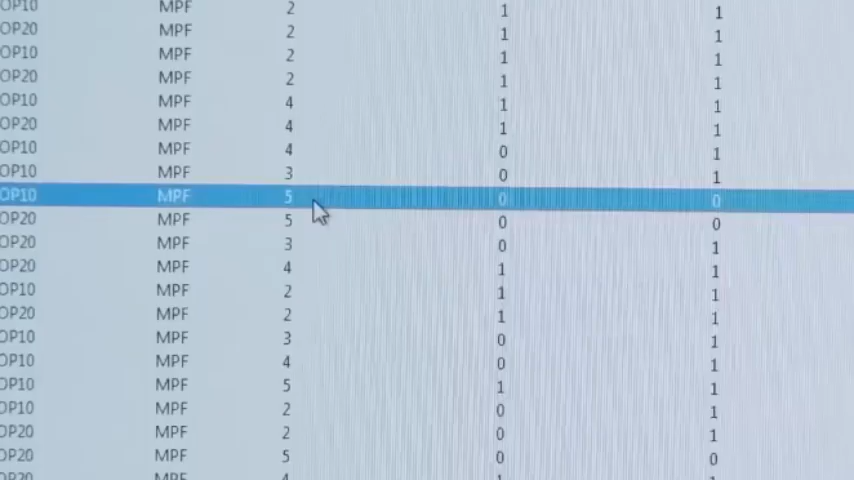 OP10 MPF 2 1 1
OP20 MPF 2 1 1
OP10 MPF 2 1 1
OP20 MPF 2 1 1
OP10 MPF 4 1 1
OP20 MPF 4 1 1
OP10 MPF 4 0 1
OP10 MPF 3 0 1
OP10 MPF 5 0 0
OP20 MPF 5 0 0
OP20 MPF 3 0 1
OP20 MPF 4 1 1
OP10 MPF 2 1 1
OP20 MPF 2 1 1
OP10 MPF 3 0 1
OP10 MPF 4 0 1
OP10 MPF 5 1 1
OP10 MPF 2 0 1
OP20 MPF 2 0 1
OP20 MPF 5 0 0
OP20 MPF 4